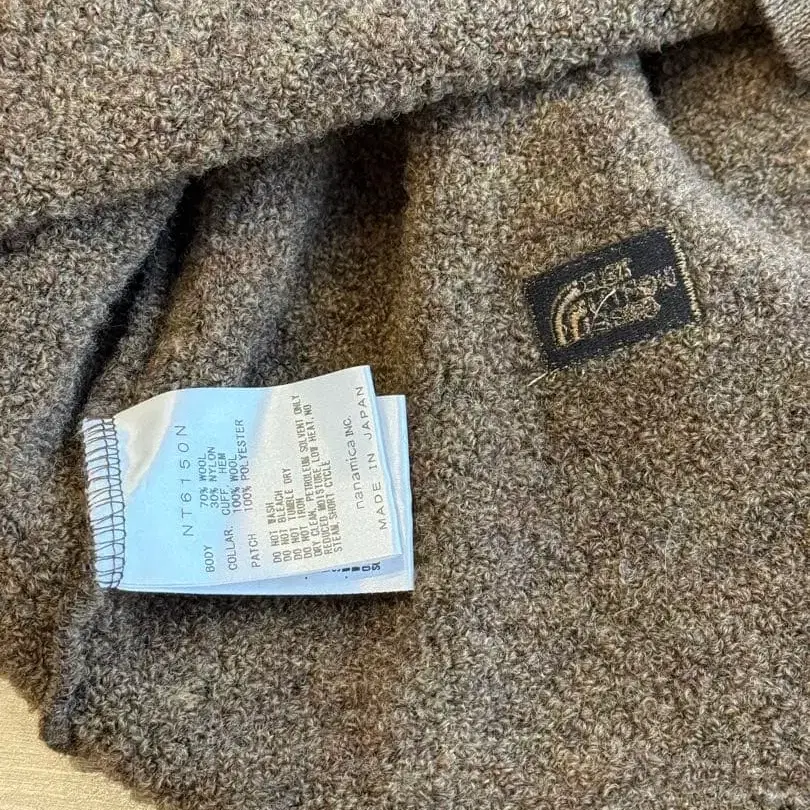 NT6150N
BODY 70% WOOL
30% NYLON
COLLAR, CUFF, HEM
100% WOOL
PATCH 100% POLYESTER
DO NOT WASH
DO NOT BLEACH
DO NOT TUMBLE DRY
DO NOT IRON
DRY CLEAN, PETROLEUM SOLVENT ONLY
REDUCED MOISTURE, LOW HEAT, NO
STEAM, SHORT CYCLE
nanamica INC.
MADE IN JAPAN